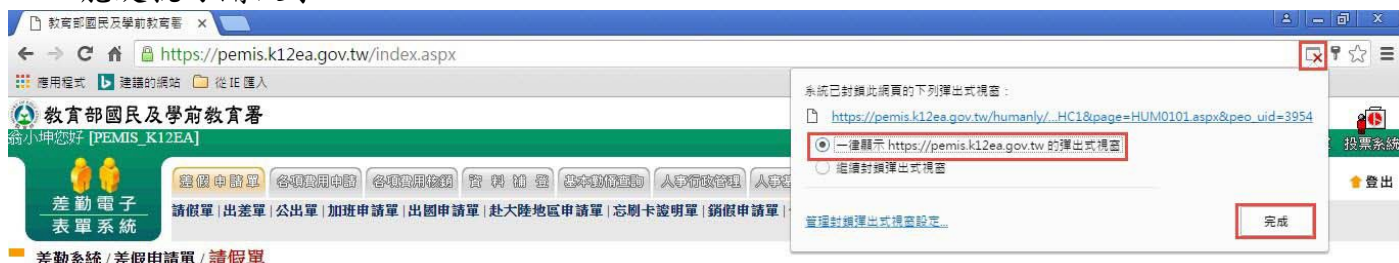 教育部國民及學前教育署
https://pemis.k12ea.gov.tw/index.aspx
應用程式 建議的網站 從 IE 匯入
系統已封鎖此網頁的下列彈出式視窗：
https://pemis.k12ea.gov.tw/humanly/...HC1&page=HUM0101.aspx&peo_uid=3954
一律顯示 https://pemis.k12ea.gov.tw 的彈出式視窗
繼續封鎖彈出式視窗
管理封鎖彈出式視窗設定...
完成
教育部國民及學前教育署
翁小坤您好 [PEMIS_K12EA]
投票系統
差勤電子
表單系統
差假申請單 各項費用申請 各項費用核銷 資料補登 基本動態查詢 人事行政管理
登出
請假單 | 出差單 | 公出單 | 加班申請單 | 出國申請單 | 赴大陸地區申請單 | 忘刷卡證明單 | 銷假申請單 |
差勤系統 / 差假申請單 / 請假單